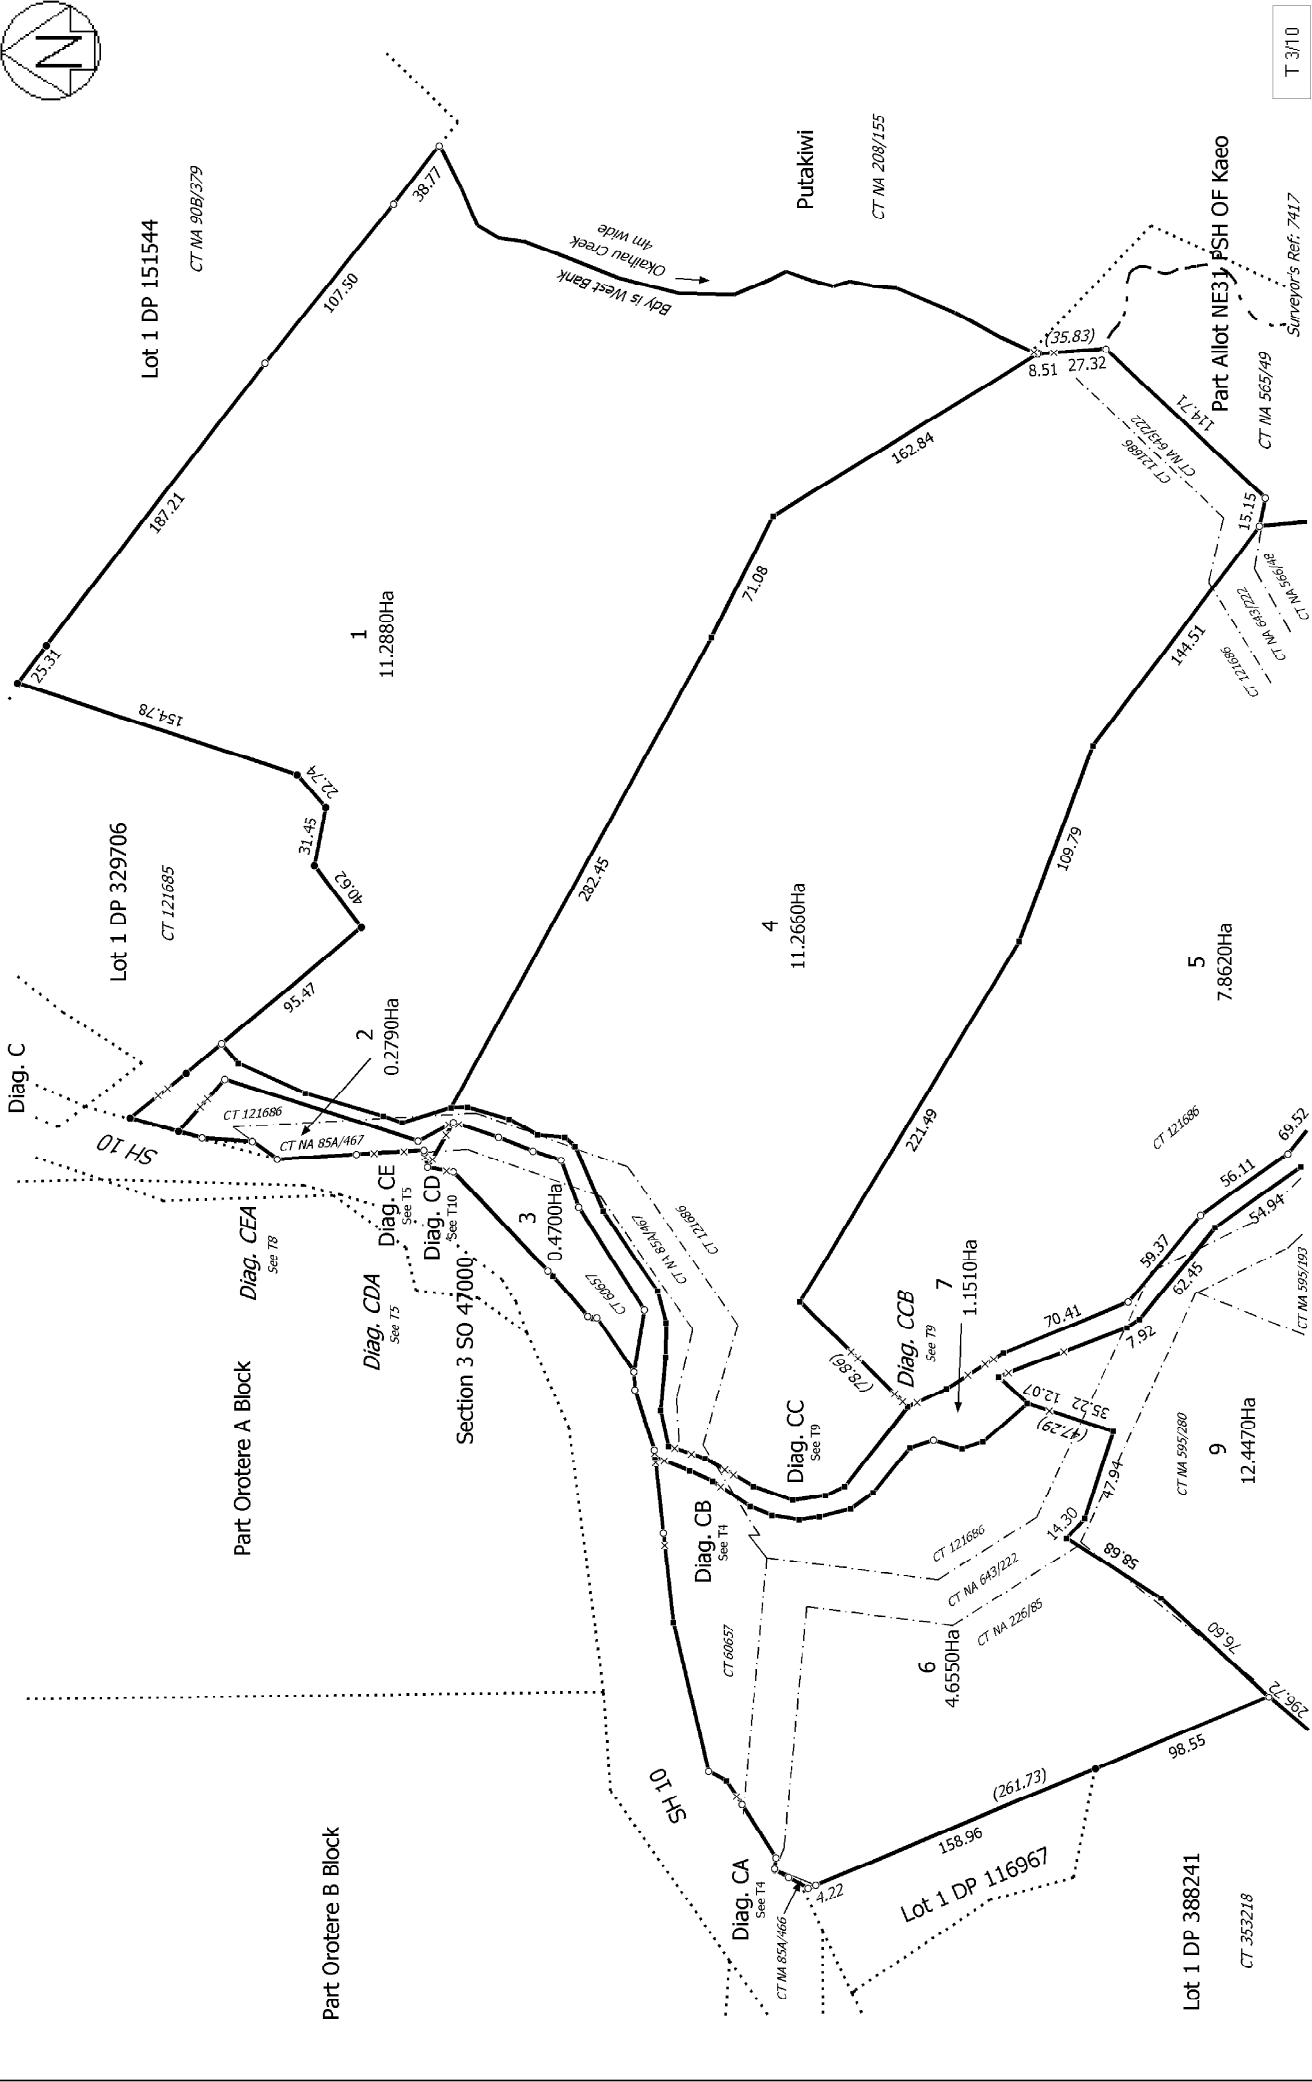 N
T 3/10
Lot 1 DP 151544
CT NA 90B/379
38.77
107.50
187.21
25.31
154.78
22.74
31.45
40.62
95.47
Okaihau Creek
4m wide
Bdy is West Bank
Putakiwi
CT NA 208/155
1
11.2880Ha
Lot 1 DP 329706
CT 121685
Diag. C
SH 10
2
0.2790Ha
CT 121686
CT NA 85A/467
Diag. CE
See T5
Diag. CD
See T10
Diag. CEA
See T8
Diag. CDA
See T5
Section 3 SO 47000
3
0.4700Ha
CT 60657
CT NA 85A/467
CT 121686
282.45
71.08
162.84
8.51
27.32
(35.83)
114.71
15.15
Part Allot NE31 PSH OF Kaeo
CT NA 565/49
Surveyor's Ref: 7417
CT NA 643/222
CT 121686
CT 121686
CT NA 643/222
CT NA 566/48
144.51
109.79
4
11.2660Ha
5
7.8620Ha
221.49
(78.86)
Diag. CCB
See T9
7
1.1510Ha
70.41
59.37
56.11
69.52
62.45
54.94
7.92
CT 121686
CT NA 595/193
12.07
35.22
(47.29)
47.94
14.30
58.68
76.60
296.72
98.55
(261.73)
158.96
4.22
CT NA 595/280
9
12.4470Ha
Diag. CC
See T9
Diag. CB
See T4
CT 121686
CT NA 643/222
CT NA 226/85
CT 60657
6
4.6550Ha
Part Orotere A Block
Part Orotere B Block
SH 10
Diag. CA
See T4
CT NA 85A/466
Lot 1 DP 116967
Lot 1 DP 388241
CT 353218